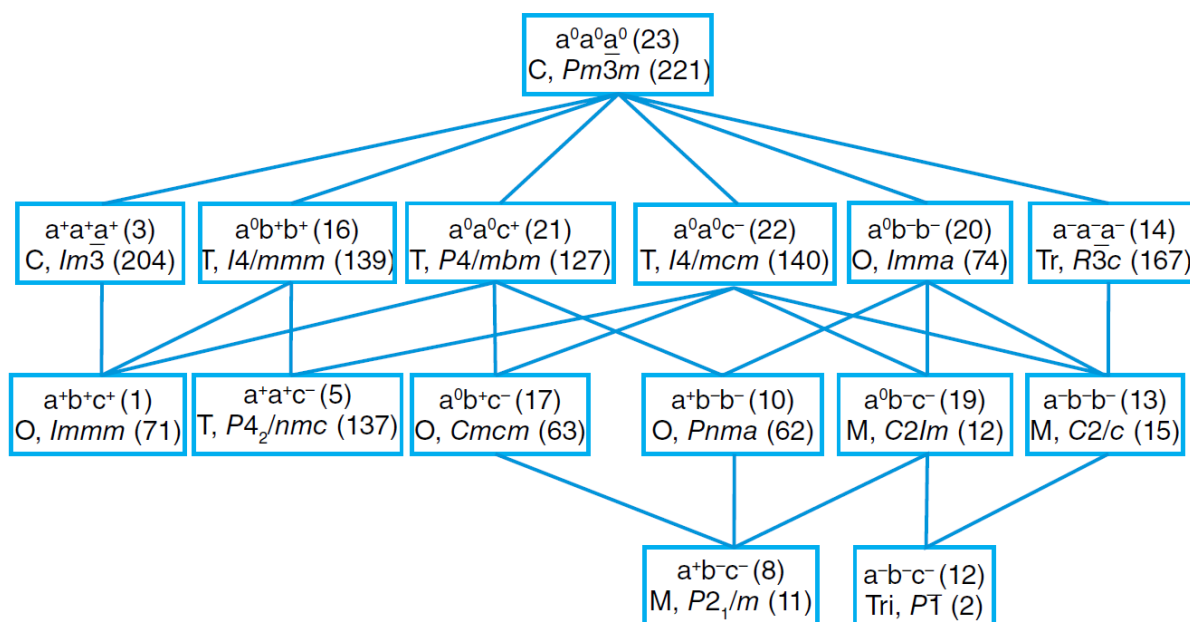 a⁰a⁰a⁰ (23)
C, Pm3̅m (221)
a⁺a⁺a⁺ (3)
C, Im3̅ (204)
a⁰b⁺b⁺ (16)
T, I4/mmm (139)
a⁰a⁰c⁺ (21)
T, P4/mbm (127)
a⁰a⁰c⁻ (22)
T, I4/mcm (140)
a⁰b⁻b⁻ (20)
O, Imma (74)
a⁻a⁻a⁻ (14)
Tr, R3̅c (167)
a⁺b⁺c⁺ (1)
O, Immm (71)
a⁺a⁺c⁻ (5)
T, P4₂/nmc (137)
a⁰b⁺c⁻ (17)
O, Cmcm (63)
a⁺b⁻b⁻ (10)
O, Pnma (62)
a⁰b⁻c⁻ (19)
M, C2/m (12)
a⁻b⁻b⁻ (13)
M, C2/c (15)
a⁺b⁻c⁻ (8)
M, P2₁/m (11)
a⁻b⁻c⁻ (12)
Tri, P1̅ (2)